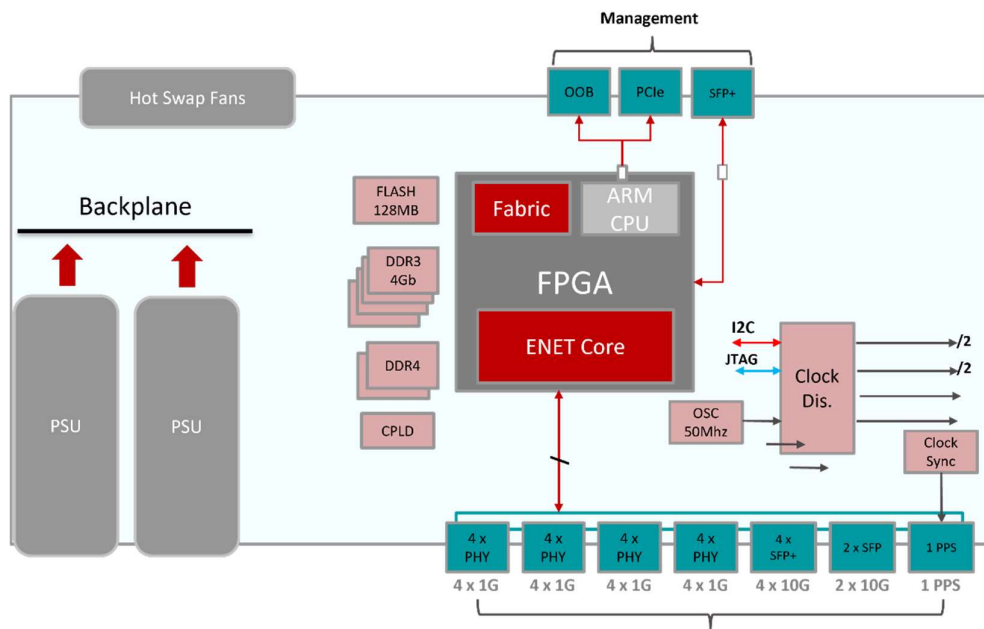 Management
OOB
PCIe
SFP+
Hot Swap Fans
Backplane
PSU
PSU
FLASH
128MB
DDR3
4Gb
DDR4
CPLD
Fabric
ARM
CPU
FPGA
ENET Core
I2C
JTAG
OSC
50Mhz
Clock
Dis.
/2
/2
Clock
Sync
4 x
PHY
4 x
PHY
4 x
PHY
4 x
PHY
4 x
SFP+
2 x SFP
1 PPS
4 x 1G
4 x 1G
4 x 1G
4 x 1G
4 x 10G
2 x 10G
1 PPS